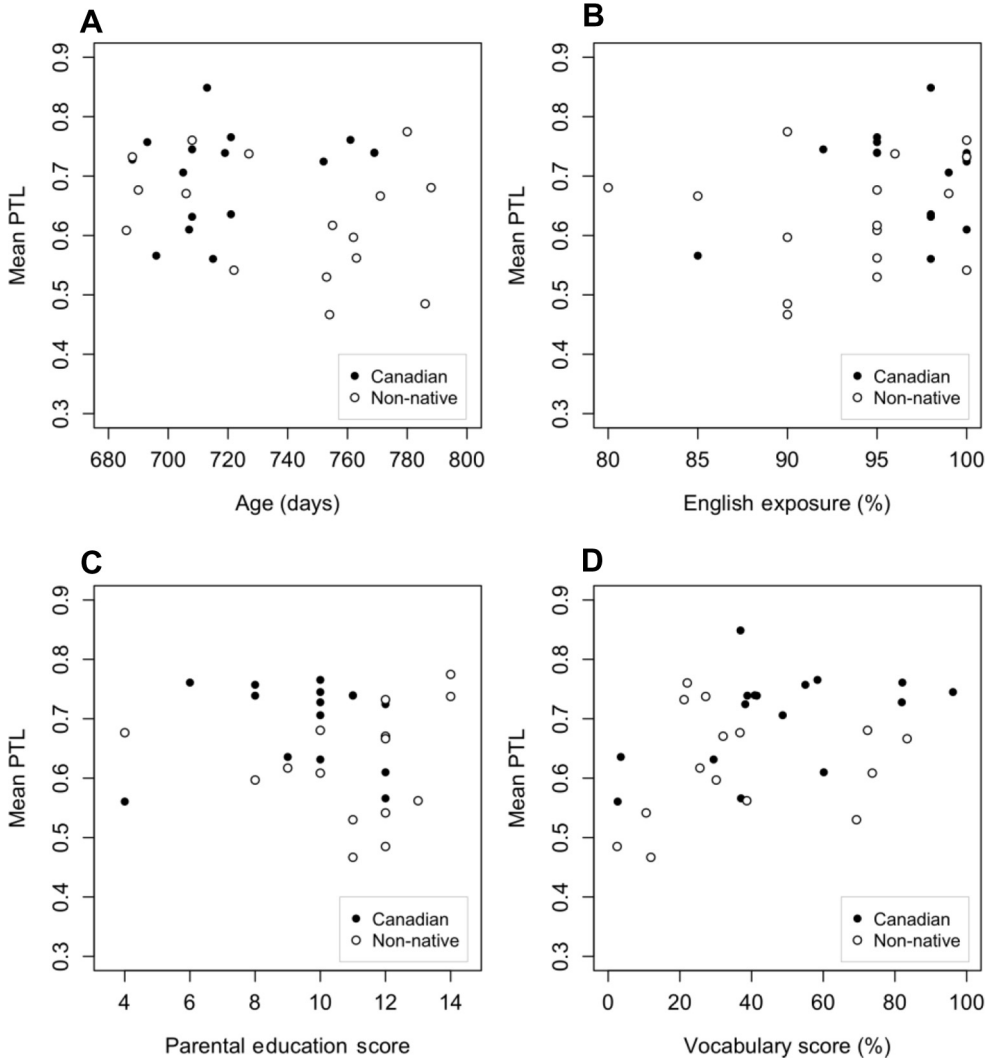 A
0.9
0.8
0.7
0.6
0.5
0.4
0.3
Mean PTL
Canadian
Non-native
680 700 720 740 760 780 800
Age (days)
B
0.9
0.8
0.7
0.6
0.5
0.4
0.3
Mean PTL
Canadian
Non-native
80 85 90 95 100
English exposure (%)
C
0.9
0.8
0.7
0.6
0.5
0.4
0.3
Mean PTL
Canadian
Non-native
4 6 8 10 12 14
Parental education score
D
0.9
0.8
0.7
0.6
0.5
0.4
0.3
Mean PTL
Canadian
Non-native
0 20 40 60 80 100
Vocabulary score (%)